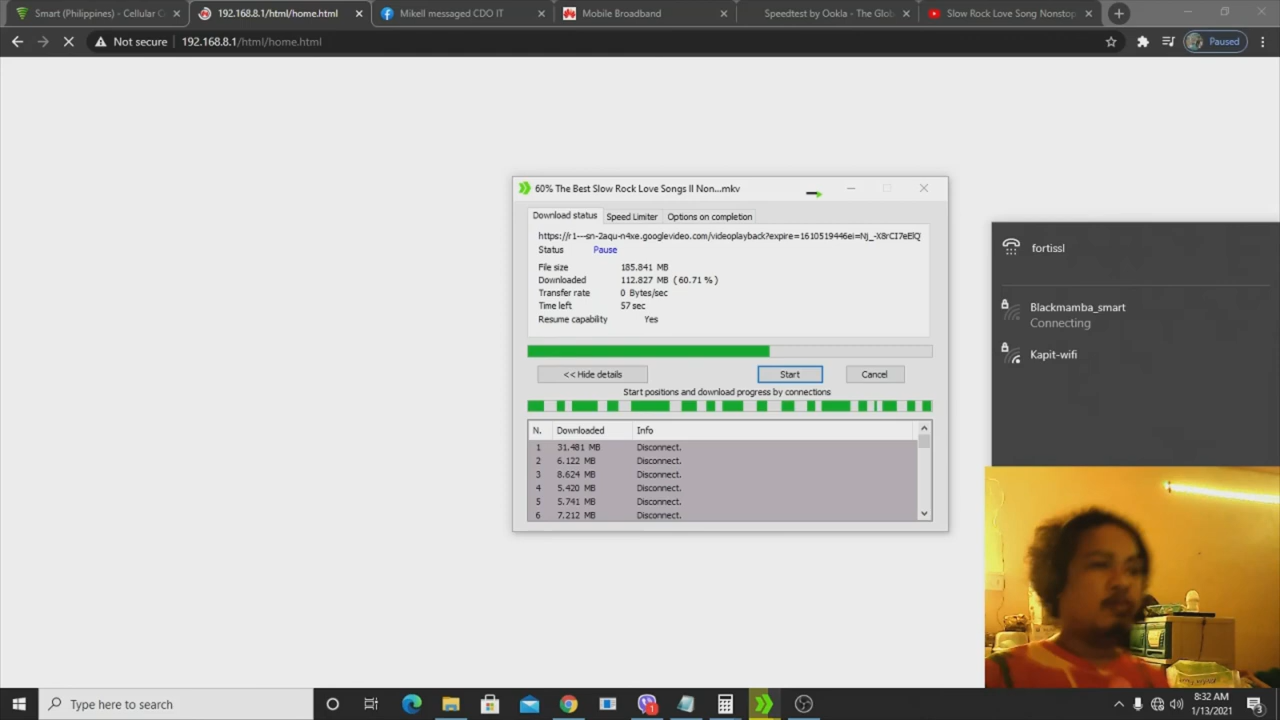 Smart (Philippines) - Cellular C
192.168.8.1/html/home.html
Mikell messaged CDO IT
Mobile Broadband
Speedtest by Ookla - The Glob
Slow Rock Love Song Nonstop
Not secure
192.168.8.1/html/home.html
Paused
60% The Best Slow Rock Love Songs II Non...mkv
Download status
Speed Limiter
Options on completion
Status
Pause
File size
185.841 MB
Downloaded
112.827 MB ( 60.71 % )
Transfer rate
0 Bytes/sec
Time left
57 sec
Resume capability
Yes
<< Hide details
Start
Cancel
Start positions and download progress by connections
N. Downloaded Info
1 31.481 MB Disconnect.
2 6.122 MB Disconnect.
3 8.624 MB Disconnect.
4 5.420 MB Disconnect.
5 5.741 MB Disconnect.
6 7.212 MB Disconnect.
fortissl
Blackmamba_smart
Connecting
Kapit-wifi
Type here to search
1
8:32 AM
1/13/2021
3